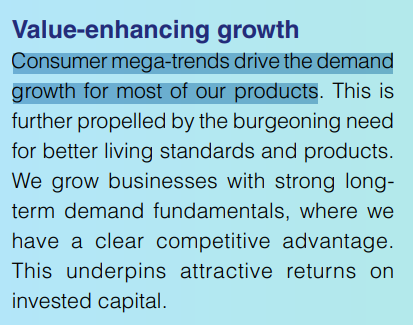 Value-enhancing growth
Consumer mega-trends drive the demand
growth for most of our products. This is
further propelled by the burgeoning need
for better living standards and products.
We grow businesses with strong long-
term demand fundamentals, where we
have a clear competitive advantage.
This underpins attractive returns on
invested capital.